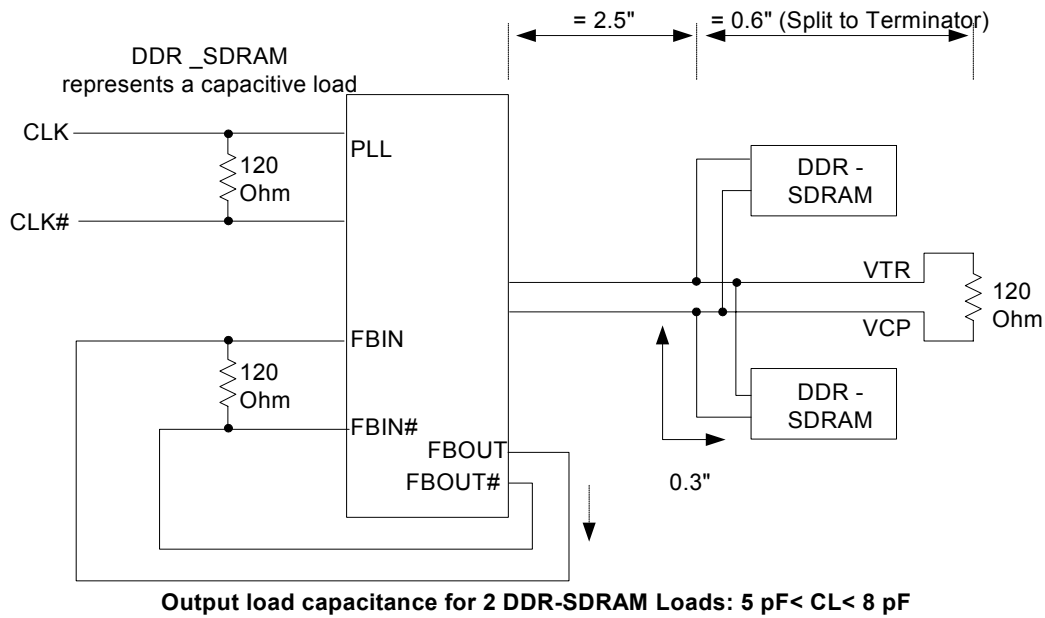 = 2.5"
= 0.6" (Split to Terminator)
DDR _SDRAM
represents a capacitive load
CLK
PLL
120
Ohm
CLK#
DDR -
SDRAM
VTR
120
Ohm
VCP
FBIN
120
Ohm
FBIN#
DDR -
SDRAM
FBOUT
FBOUT#
0.3"
Output load capacitance for 2 DDR-SDRAM Loads: 5 pF< CL< 8 pF